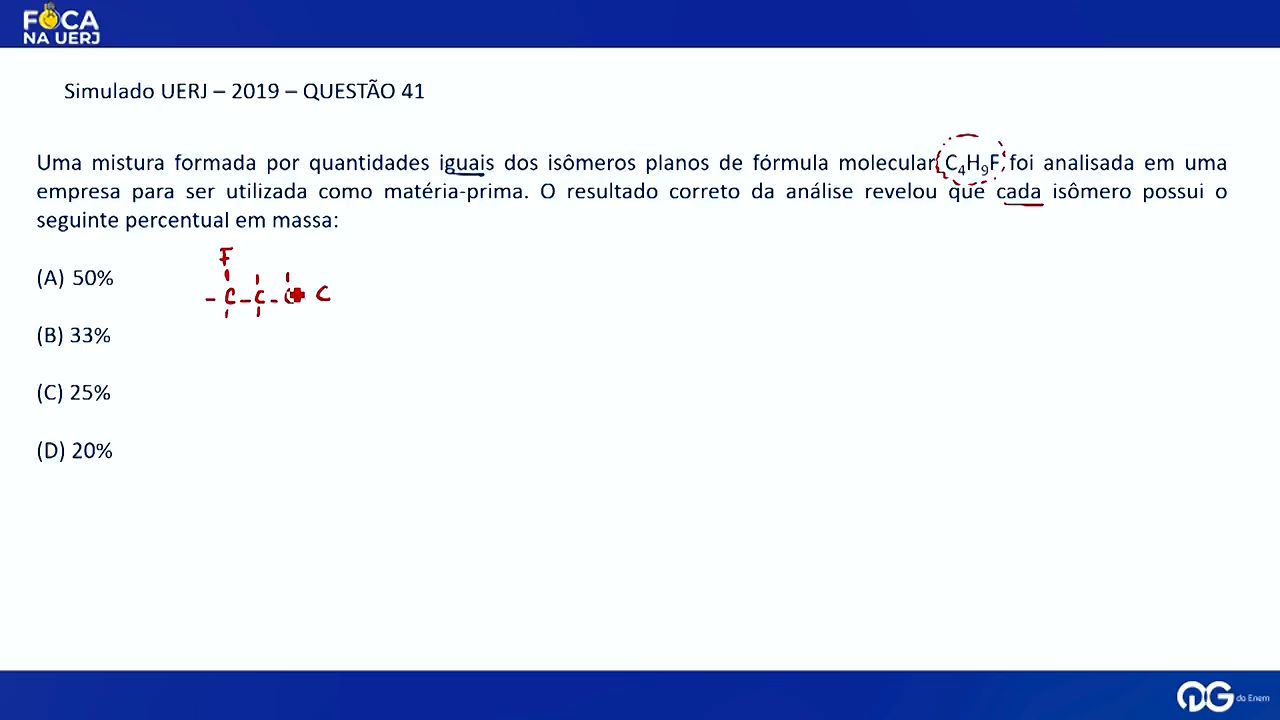 FOCA
NA UERJ
Simulado UERJ – 2019 – QUESTÃO 41
Uma mistura formada por quantidades iguais dos isômeros planos de fórmula molecular C₄H₉F foi analisada em uma
empresa para ser utilizada como matéria-prima. O resultado correto da análise revelou que cada isômero possui o
seguinte percentual em massa:
F
(A) 50%
- C - C - C C
(B) 33%
(C) 25%
(D) 20%
QG do Enem